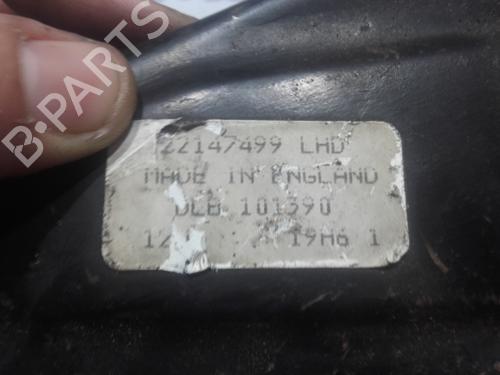 B-PARTS
22147499 LHD
MADE IN ENGLAND
DLB 101390
19H6 1